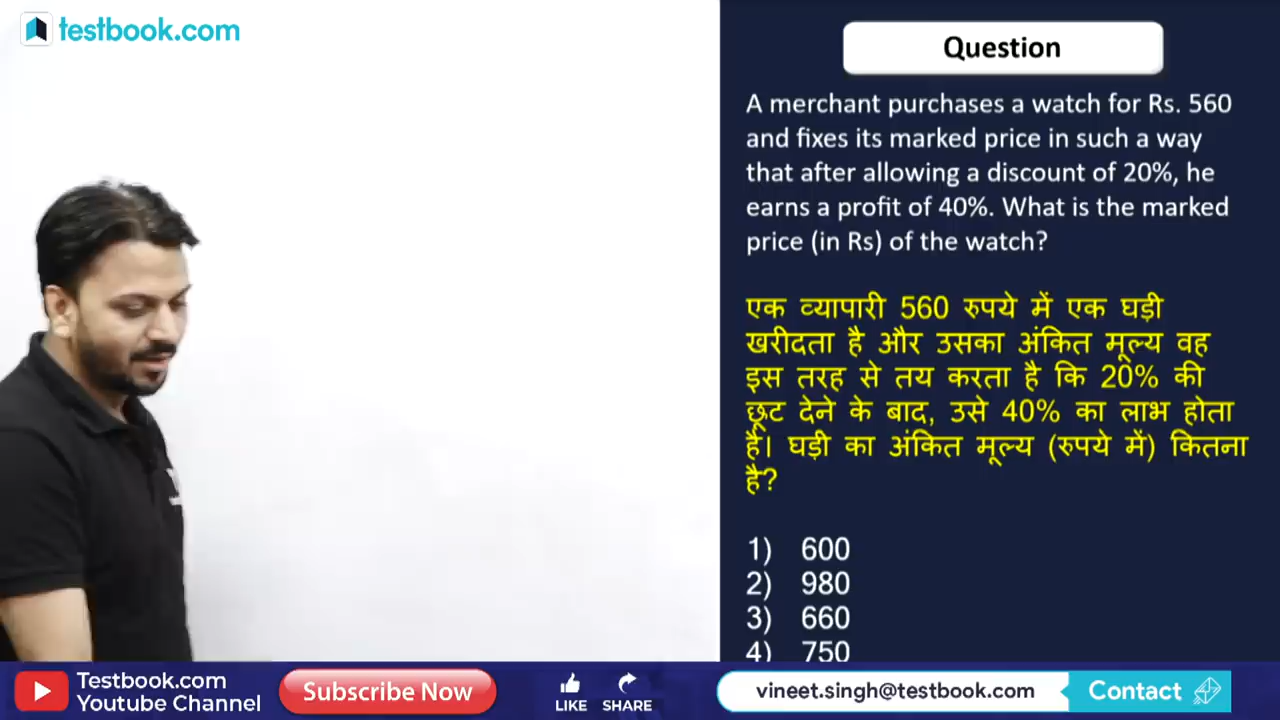 testbook.com
Question
A merchant purchases a watch for Rs. 560
and fixes its marked price in such a way
that after allowing a discount of 20%, he
earns a profit of 40%. What is the marked
price (in Rs) of the watch?
एक व्यापारी 560 रुपये में एक घड़ी
खरीदता है और उसका अंकित मूल्य वह
इस तरह से तय करता है कि 20% की
छूट देने के बाद, उसे 40% का लाभ होता
है। घड़ी का अंकित मूल्य (रुपये में) कितना
है?
1) 600
2) 980
3) 660
4) 750
Testbook.com
YouTube Channel
Subscribe Now
LIKE
SHARE
vineet.singh@testbook.com
Contact